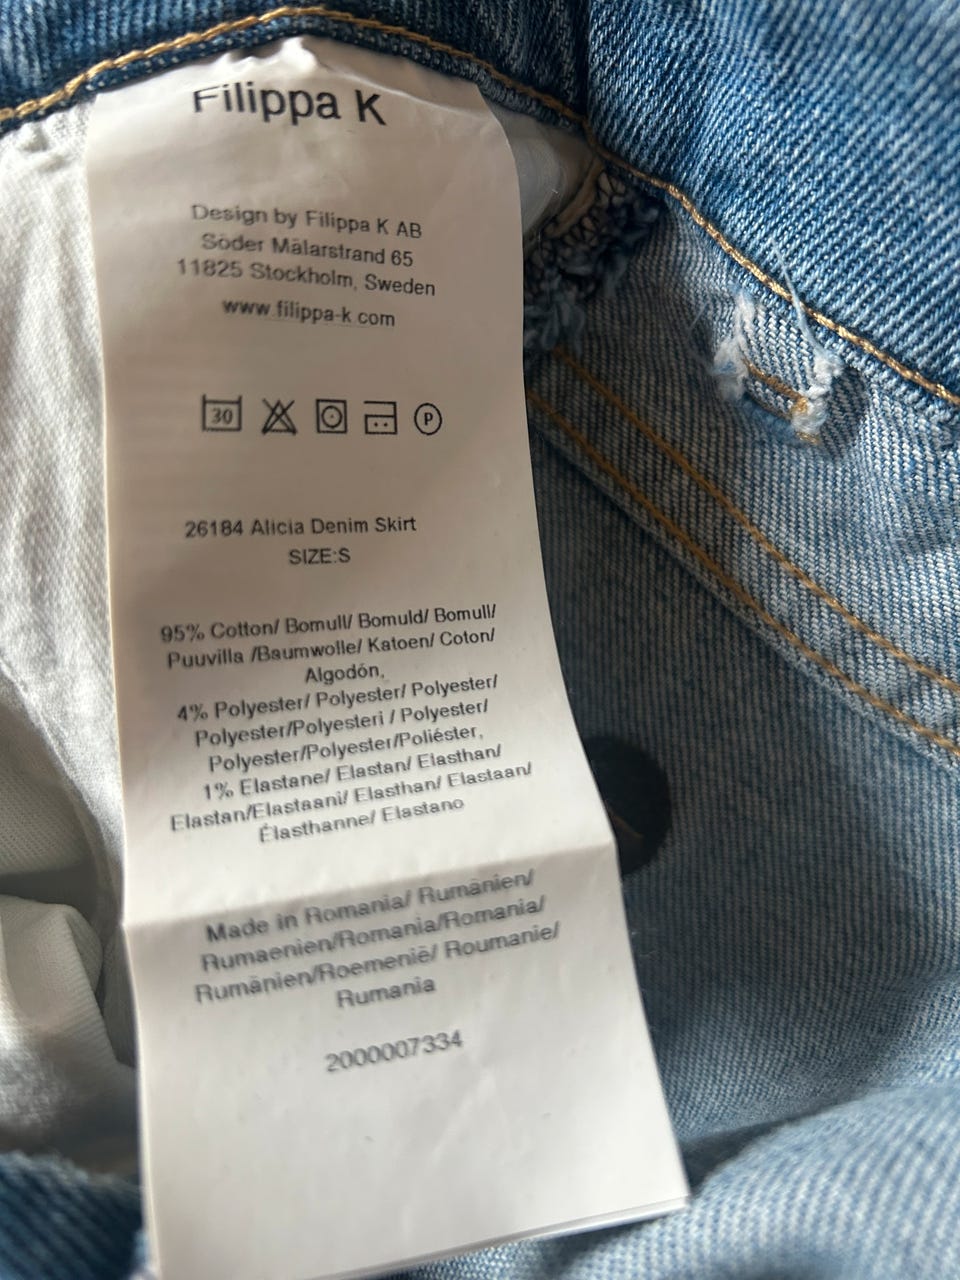 Filippa K
Design by Filippa K AB
Söder Mälarstrand 65
11825 Stockholm, Sweden
www.filippa-k.com
30 P
26184 Alicia Denim Skirt
SIZE:S
95% Cotton/ Bomull/ Bomuld/ Bomull/
Puuvilla /Baumwolle/ Katoen/ Coton/
Algodón,
4% Polyester/ Polyester/ Polyester/
Polyester/Polyesteri / Polyester/
Polyester/Polyester/Poliéster,
1% Elastane/ Elastan/ Elasthan/
Elastan/Elastaani/ Elasthan/ Elastaan/
Élasthanne/ Elastano
Made in Romania/ Rumänien/
Rumaenien/Romania/Romania/
Rumänien/Roemenië/ Roumanie/
Rumania
2000007334